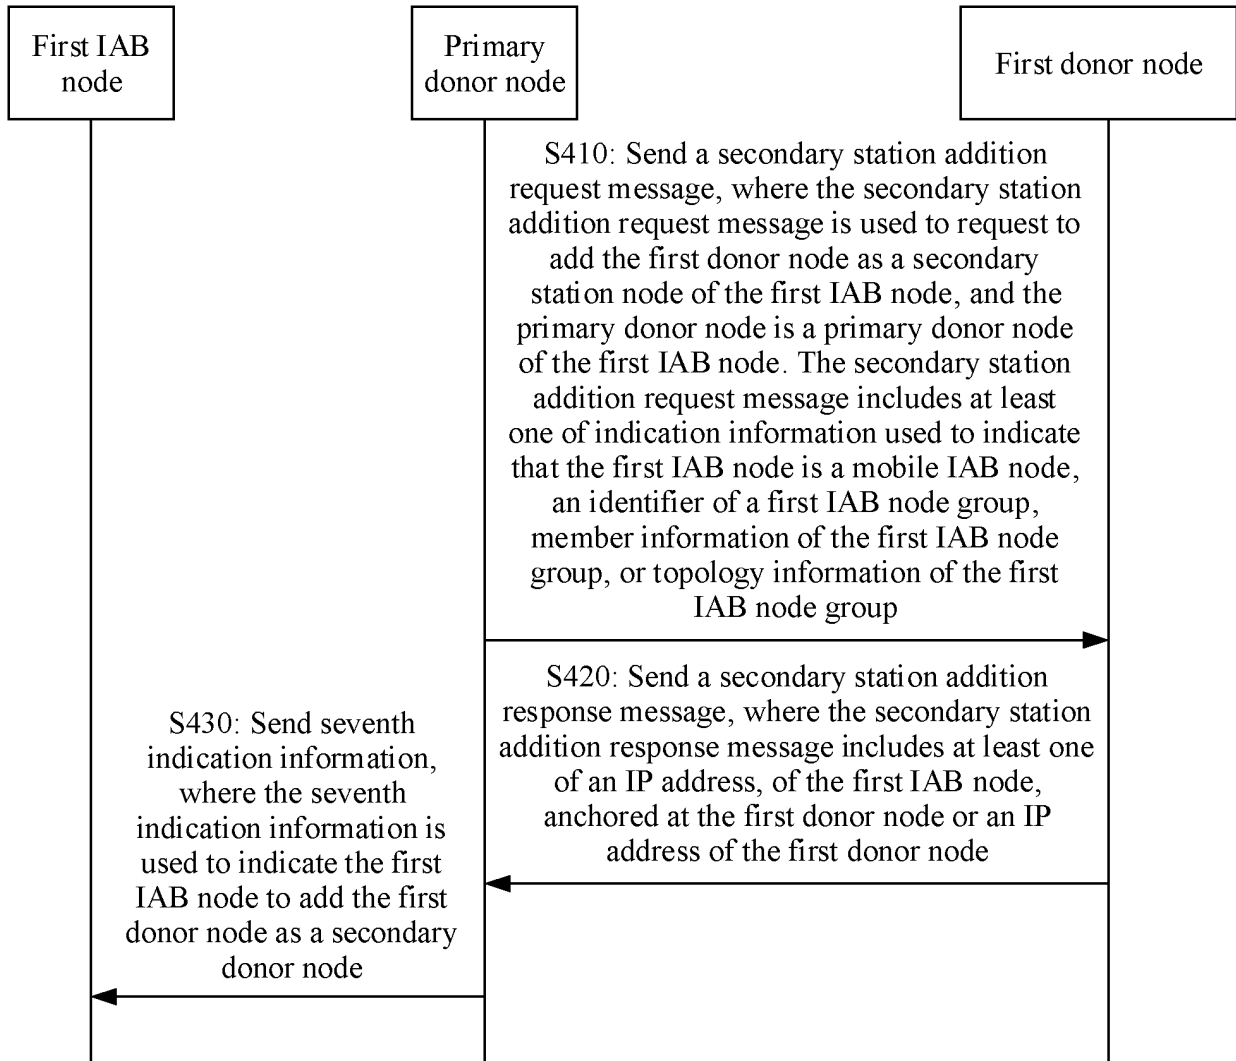 First IAB
node
Primary
donor node
First donor node
S410: Send a secondary station addition
request message, where the secondary station
addition request message is used to request to
add the first donor node as a secondary
station node of the first IAB node, and the
primary donor node is a primary donor node
of the first IAB node. The secondary station
addition request message includes at least
one of indication information used to indicate
that the first IAB node is a mobile IAB node,
an identifier of a first IAB node group,
member information of the first IAB node
group, or topology information of the first
IAB node group
S420: Send a secondary station addition
response message, where the secondary station
addition response message includes at least one
of an IP address, of the first IAB node,
anchored at the first donor node or an IP
address of the first donor node
S430: Send seventh
indication information,
where the seventh
indication information is
used to indicate the first
IAB node to add the first
donor node as a secondary
donor node